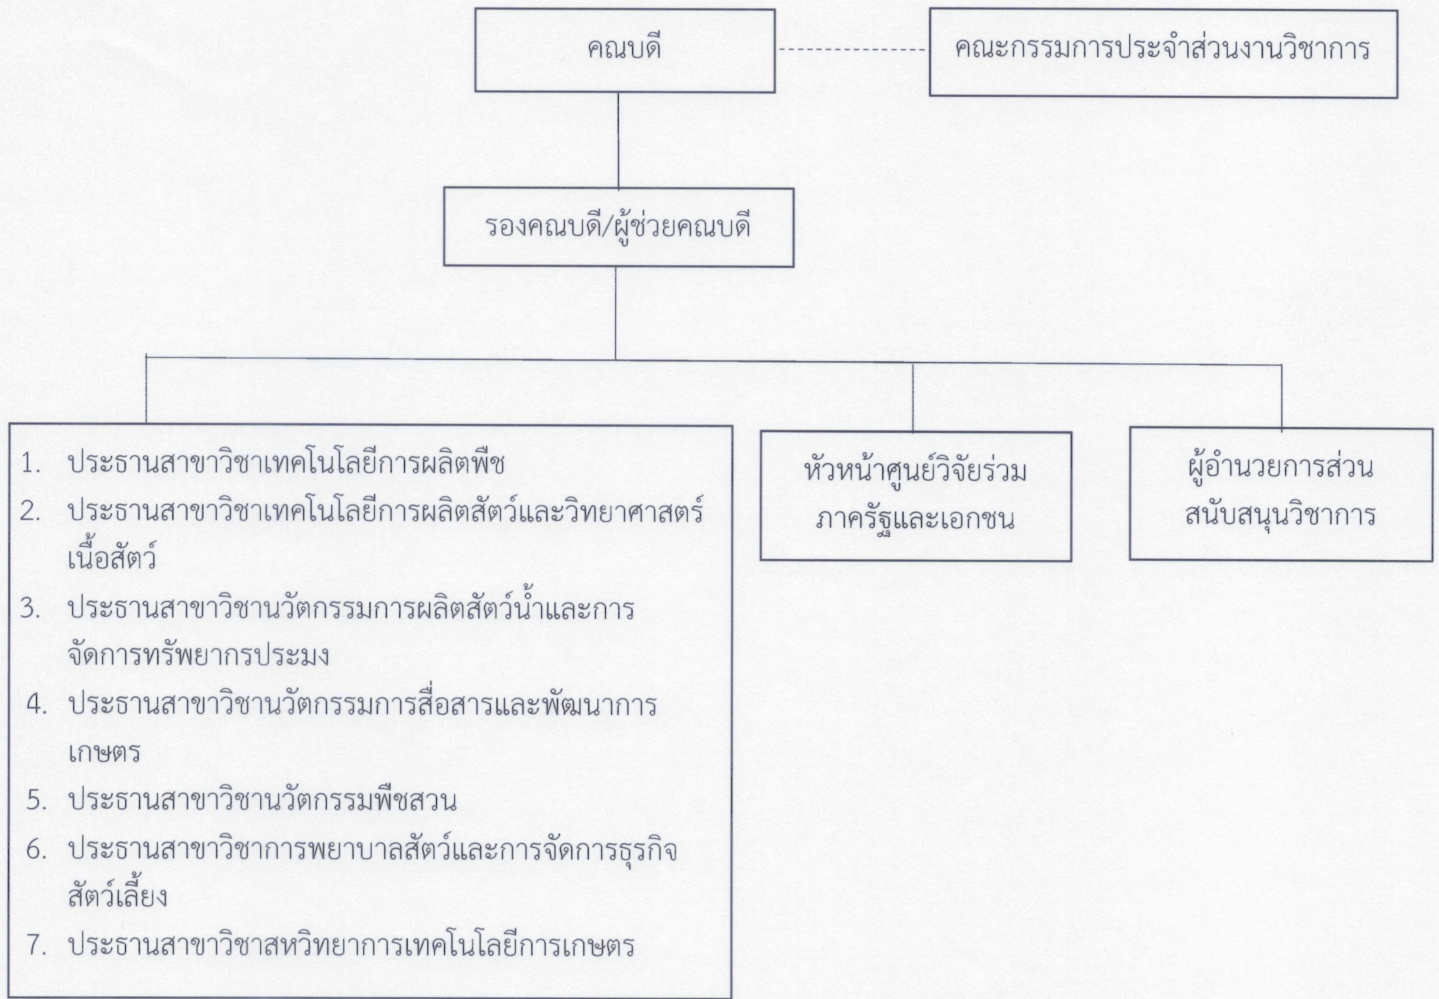 คณบดี
คณะกรรมการประจำส่วนงานวิชาการ
รองคณบดี/ผู้ช่วยคณบดี
1. ประธานสาขาวิชาเทคโนโลยีการผลิตพืช
2. ประธานสาขาวิชาเทคโนโลยีการผลิตสัตว์และวิทยาศาสตร์
เนื้อสัตว์
3. ประธานสาขาวิชานวัตกรรมการผลิตสัตว์น้ำและการ
จัดการทรัพยากรประมง
4. ประธานสาขาวิชานวัตกรรมการสื่อสารและพัฒนาการ
เกษตร
5. ประธานสาขาวิชานวัตกรรมพืชสวน
6. ประธานสาขาวิชาการพยาบาลสัตว์และการจัดการธุรกิจ
สัตว์เลี้ยง
7. ประธานสาขาวิชาสหวิทยาการเทคโนโลยีการเกษตร
หัวหน้าศูนย์วิจัยร่วม
ภาครัฐและเอกชน
ผู้อำนวยการส่วน
สนับสนุนวิชาการ